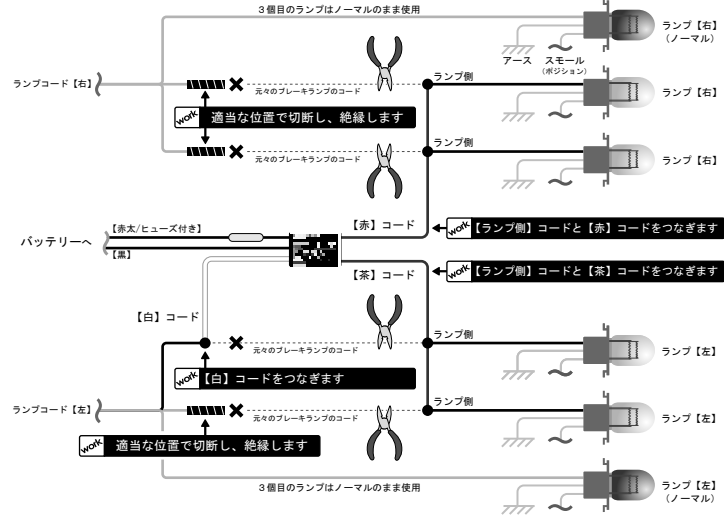 3個目のランプはノーマルのまま使用
ランプ【右】
(ノーマル)
アース
スモール
(ポジション)
ランプコード【右】
元々のブレーキランプのコード
ランプ側
ランプ【右】
work 適当な位置で切断し、絶縁します
元々のブレーキランプのコード
ランプ側
ランプ【右】
【赤】コード
work 【ランプ側】コードと【赤】コードをつなぎます
【赤太/ヒューズ付き】
バッテリーへ
【黒】
【茶】コード
work 【ランプ側】コードと【茶】コードをつなぎます
【白】コード
元々のブレーキランプのコード
ランプ側
ランプ【左】
work 【白】コードをつなぎます
ランプコード【左】
元々のブレーキランプのコード
ランプ側
ランプ【左】
work 適当な位置で切断し、絶縁します
3個目のランプはノーマルのまま使用
ランプ【左】
(ノーマル)